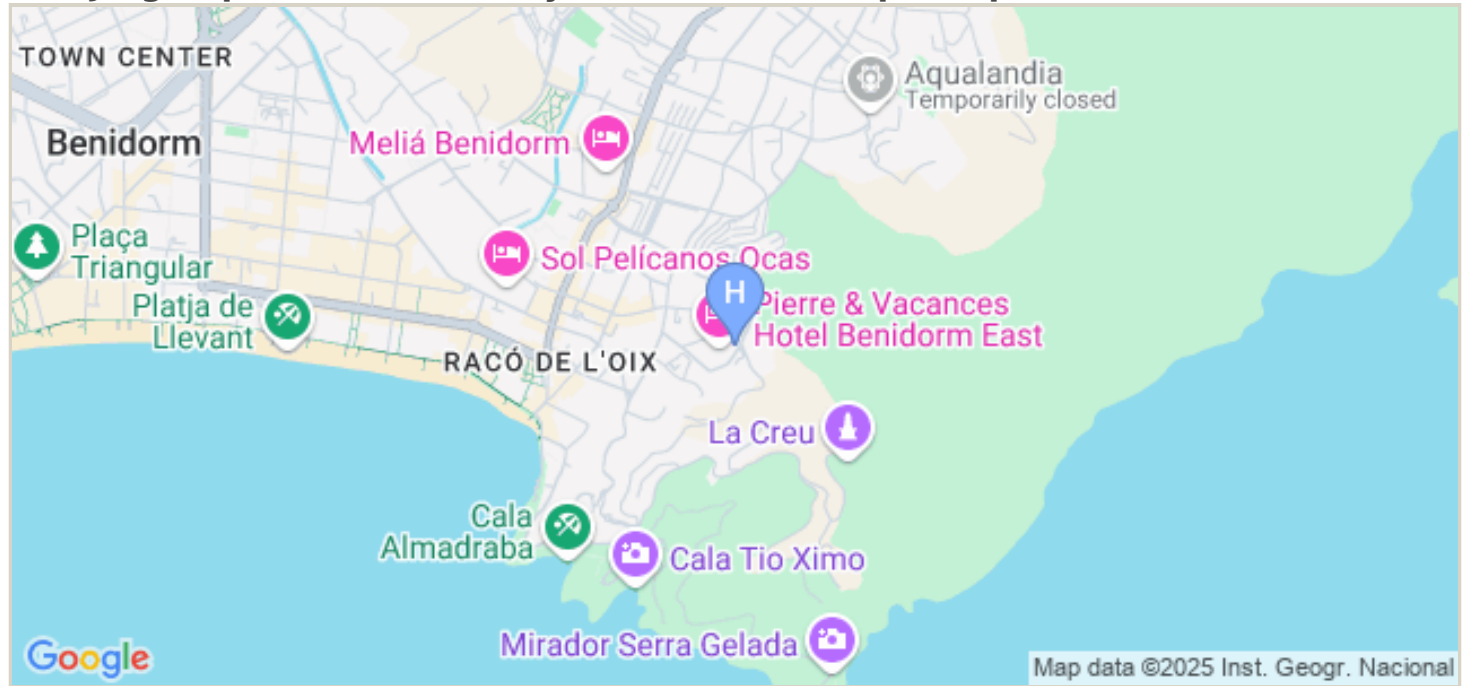 TOWN CENTER
Aqualandia
Temporarily closed
Benidorm
Meliá Benidorm
Plaça
Triangular
Sol Pelícanos Ocas
Platja de
Llevant
H
Pierre & Vacances
Hotel Benidorm East
RACÓ DE L'OIX
La Creu
Cala
Almadraba
Cala Tio Ximo
Mirador Serra Gelada
Google
Map data ©2025 Inst. Geogr. Nacional